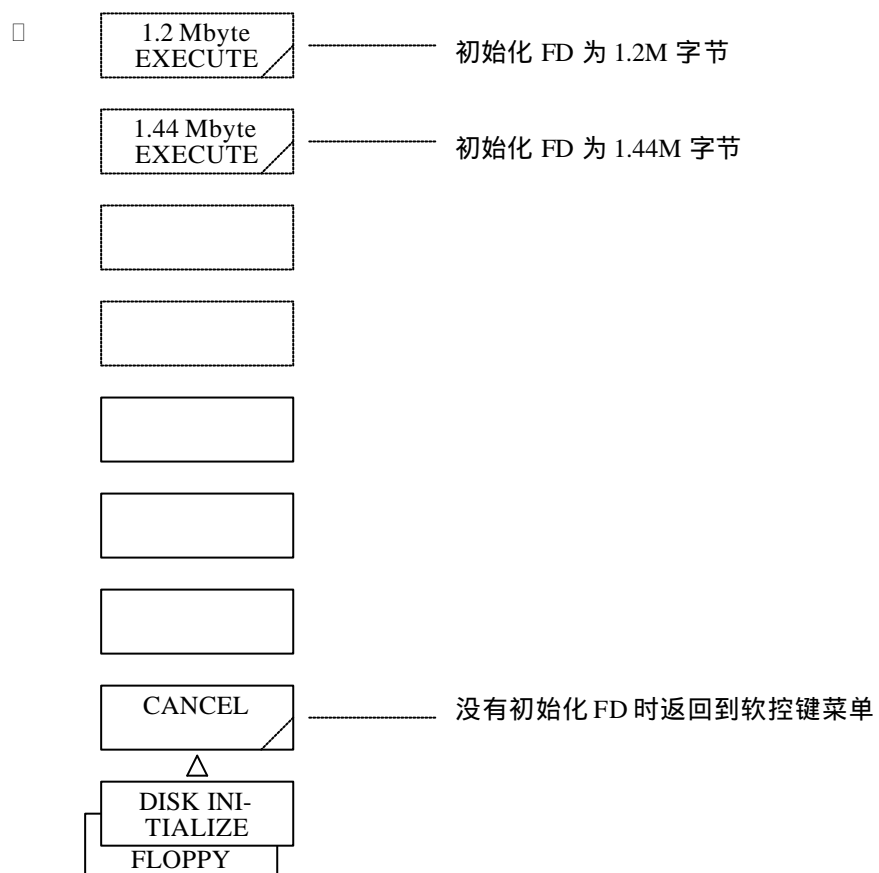 1.2 Mbyte
EXECUTE
初始化 FD 为 1.2M 字节
1.44 Mbyte
EXECUTE
初始化 FD 为 1.44M 字节
CANCEL
没有初始化 FD 时返回到软控键菜单
DISK INI-
TIALIZE
FLOPPY